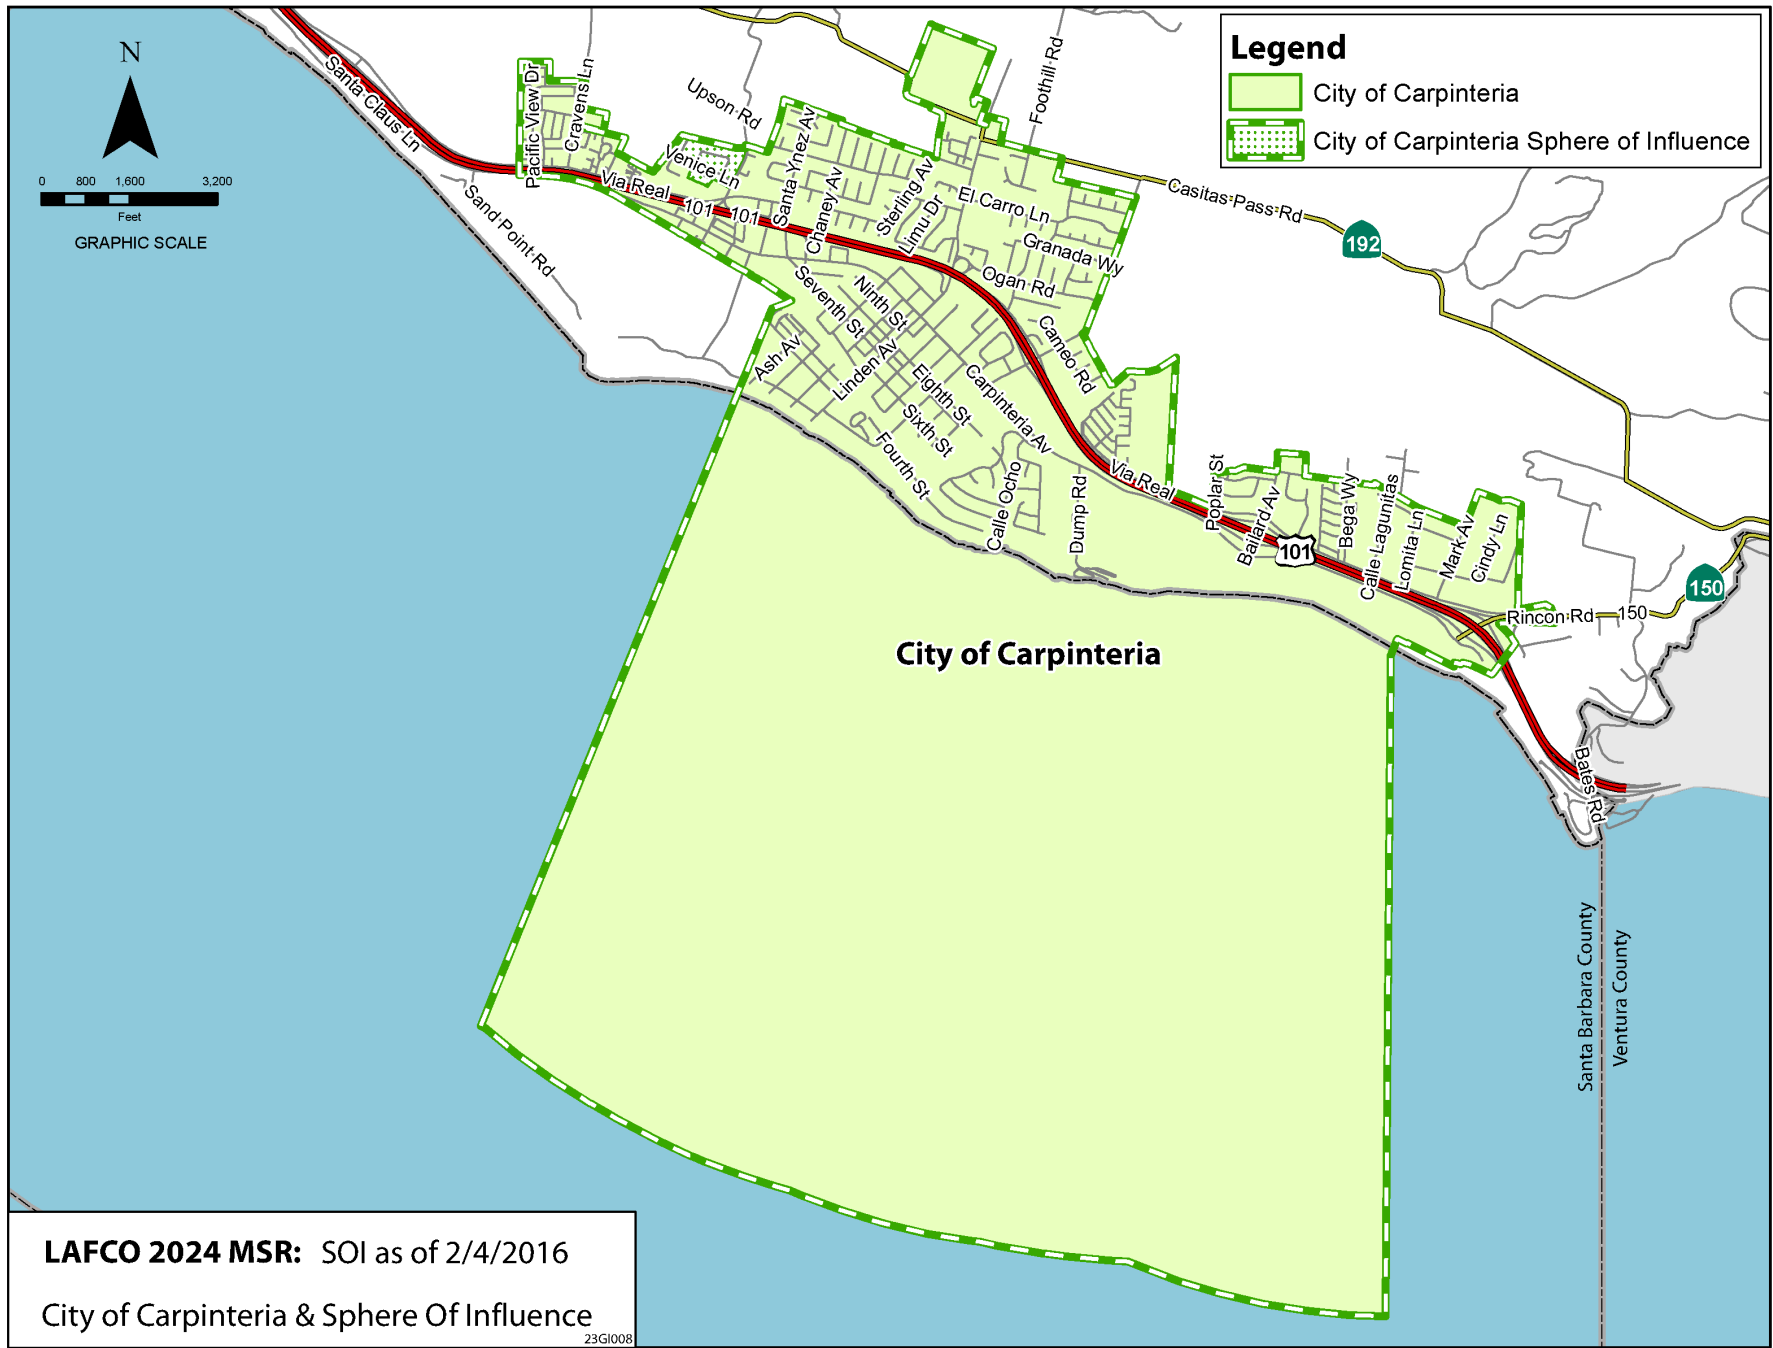 N
0 800 1,600 3,200
Feet
GRAPHIC SCALE
Legend
City of Carpinteria
City of Carpinteria Sphere of Influence
Santa Claus Ln
Pacific View Dr
Cravens Ln
Upson Rd
Foothill Rd
Venice Ln
Via Real
101
101
Santa Ynez Av
Chaney Av
Sterling Av
Limu Dr
El Carro Ln
Casitas Pass Rd
192
Granada Wy
Ogan Rd
Sand Point Rd
Seventh St
Ninth St
Cameo Rd
Ash Av
Linden Av
Eighth St
Carpinteria Av
Sixth St
Fourth St
Calle Ocho
Dump Rd
Via Real
Poplar St
Bailard Av
101
Bega Wy
Calle Lagunitas
Lomita Ln
Mark Av
Cindy Ln
Rincon Rd
150
150
City of Carpinteria
Bates Rd
Santa Barbara County
Ventura County
LAFCO 2024 MSR: SOI as of 2/4/2016
City of Carpinteria & Sphere Of Influence
23GI008